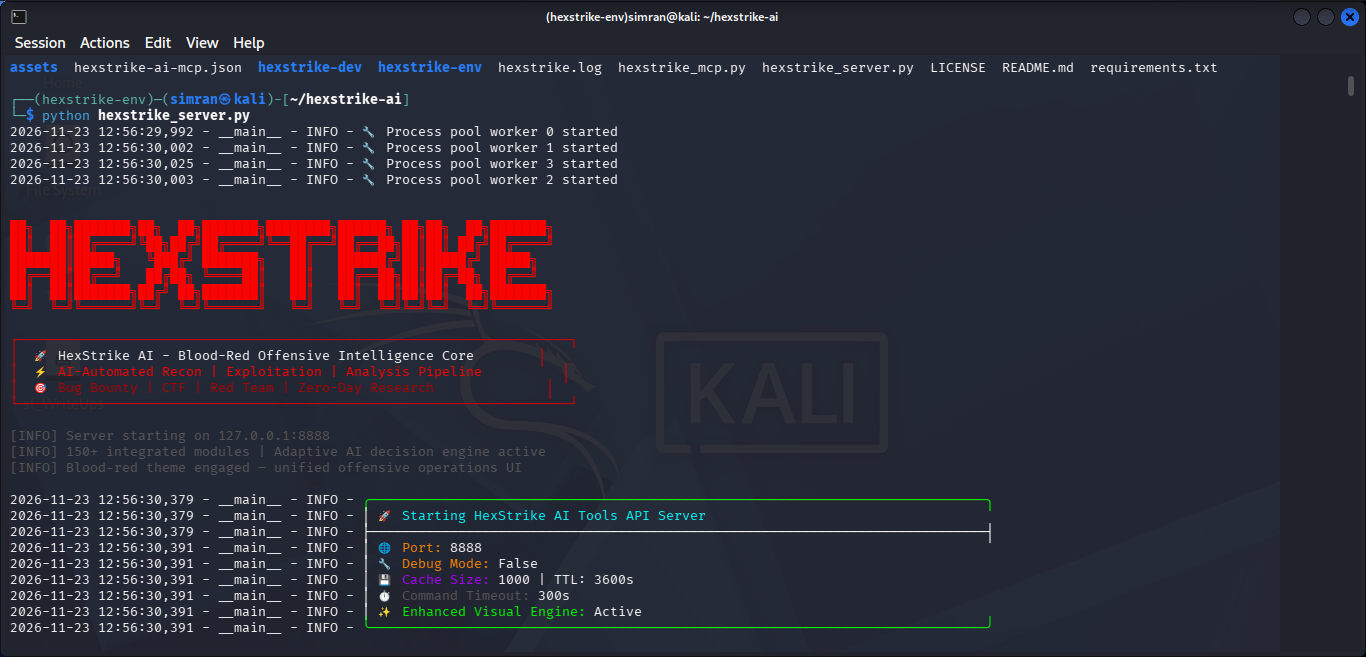 (hexstrike-env)simran@kali: ~/hexstrike-ai
Session Actions Edit View Help
assets hexstrike-ai-mcp.json hexstrike-dev hexstrike-env hexstrike.log hexstrike_mcp.py hexstrike_server.py LICENSE README.md requirements.txt
┌──(hexstrike-env)─(simran㉿kali)-[~/hexstrike-ai]
└─$ python hexstrike_server.py
2026-11-23 12:56:29,992 - __main__ - INFO - 🔧 Process pool worker 0 started
2026-11-23 12:56:30,002 - __main__ - INFO - 🔧 Process pool worker 1 started
2026-11-23 12:56:30,025 - __main__ - INFO - 🔧 Process pool worker 3 started
2026-11-23 12:56:30,003 - __main__ - INFO - 🔧 Process pool worker 2 started
HEXSTRIKE
🚀 HexStrike AI - Blood-Red Offensive Intelligence Core
⚡ AI-Automated Recon | Exploitation | Analysis Pipeline
🎯 Bug Bounty | CTF | Red Team | Zero-Day Research
KALI
[INFO] Server starting on 127.0.0.1:8888
[INFO] 150+ integrated modules | Adaptive AI decision engine active
[INFO] Blood-red theme engaged – unified offensive operations UI
2026-11-23 12:56:30,379 - __main__ - INFO -
2026-11-23 12:56:30,379 - __main__ - INFO - 🚀 Starting HexStrike AI Tools API Server
2026-11-23 12:56:30,379 - __main__ - INFO -
2026-11-23 12:56:30,391 - __main__ - INFO - 🌐 Port: 8888
2026-11-23 12:56:30,391 - __main__ - INFO - 🔧 Debug Mode: False
2026-11-23 12:56:30,391 - __main__ - INFO - 💾 Cache Size: 1000 | TTL: 3600s
2026-11-23 12:56:30,391 - __main__ - INFO - ⏱️ Command Timeout: 300s
2026-11-23 12:56:30,391 - __main__ - INFO - ✨ Enhanced Visual Engine: Active
2026-11-23 12:56:30,391 - __main__ - INFO -